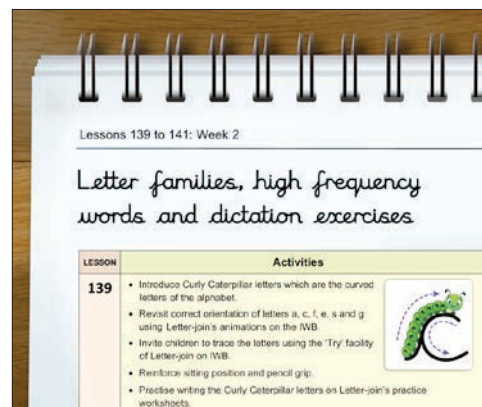 Lessons 139 to 141: Week 2
Letter families, high frequency
words and dictation exercises
LESSON
Activities
139
• Introduce Curly Caterpillar letters which are the curved
letters of the alphabet.
• Revisit correct orientation of letters a, c, f, e, s and g
using Letter-join's animations on the IWB.
• Invite children to trace the letters using the 'Try' facility
of Letter-join on IWB.
• Reinforce sitting position and pencil grip.
• Practise writing the Curly Caterpillar letters on Letter-join's practice
worksheets.